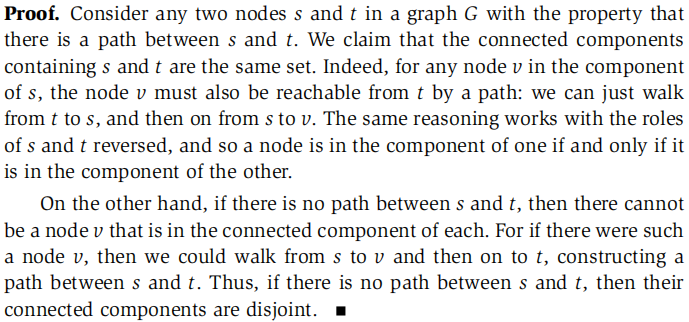 Proof. Consider any two nodes s and t in a graph G with the property that
there is a path between s and t. We claim that the connected components
containing s and t are the same set. Indeed, for any node v in the component
of s, the node v must also be reachable from t by a path: we can just walk
from t to s, and then on from s to v. The same reasoning works with the roles
of s and t reversed, and so a node is in the component of one if and only if it
is in the component of the other.
On the other hand, if there is no path between s and t, then there cannot
be a node v that is in the connected component of each. For if there were such
a node v, then we could walk from s to v and then on to t, constructing a
path between s and t. Thus, if there is no path between s and t, then their
connected components are disjoint. ■